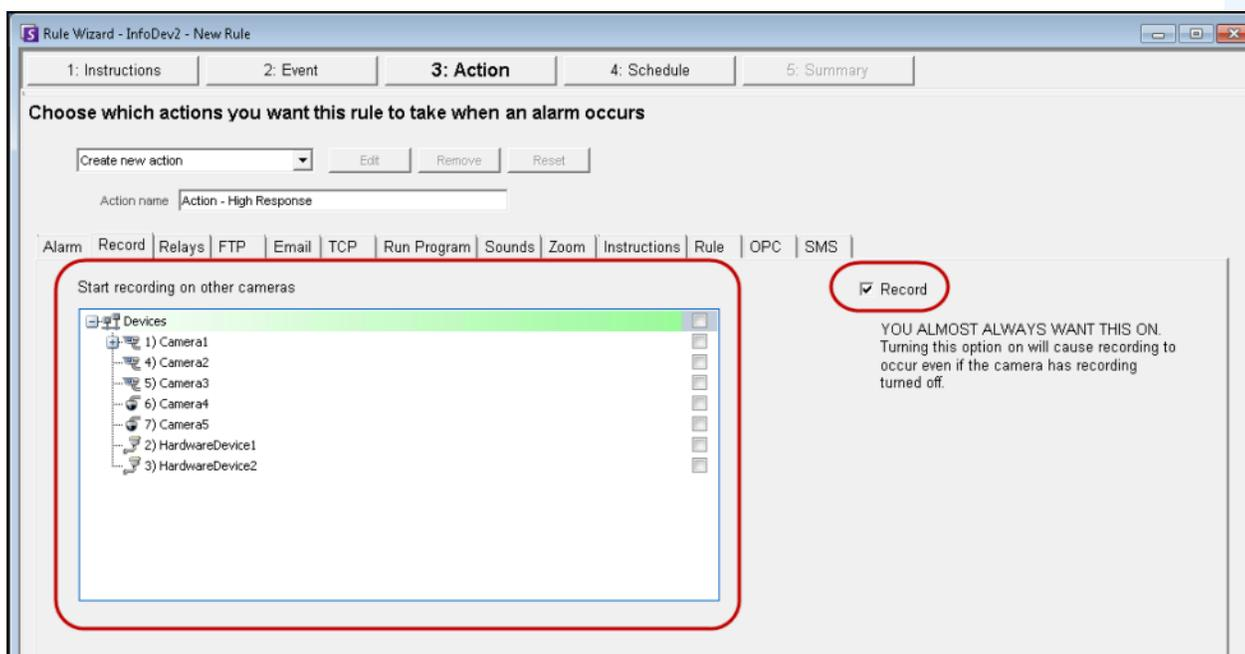 Rule Wizard - InfoDev2 - New Rule
1: Instructions
2: Event
3: Action
4: Schedule
5: Summary
Choose which actions you want this rule to take when an alarm occurs
Create new action
Edit
Remove
Reset
Action name
Action - High Response
Alarm
Record
Relays
FTP
Email
TCP
Run Program
Sounds
Zoom
Instructions
Rule
OPC
SMS
Start recording on other cameras
Devices
1) Camera1
4) Camera2
5) Camera3
6) Camera4
7) Camera5
2) HardwareDevice1
3) HardwareDevice2
Record
YOU ALMOST ALWAYS WANT THIS ON.
Turning this option on will cause recording to
occur even if the camera has recording
turned off.